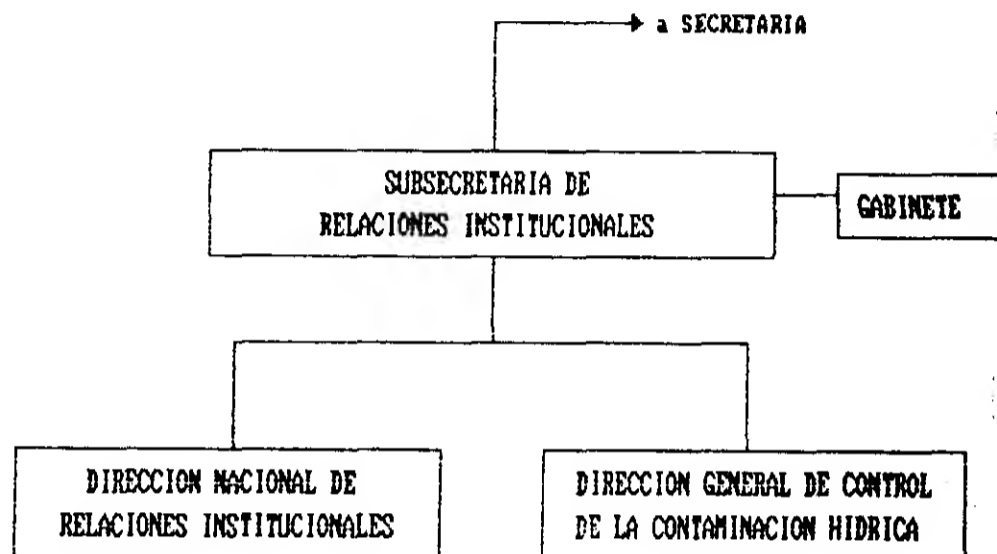 a SECRETARIA
SUBSECRETARIA DE
RELACIONES INSTITUCIONALES
GABINETE
DIRECCION NACIONAL DE
RELACIONES INSTITUCIONALES
DIRECCION GENERAL DE CONTROL
DE LA CONTAMINACION HIDRICA